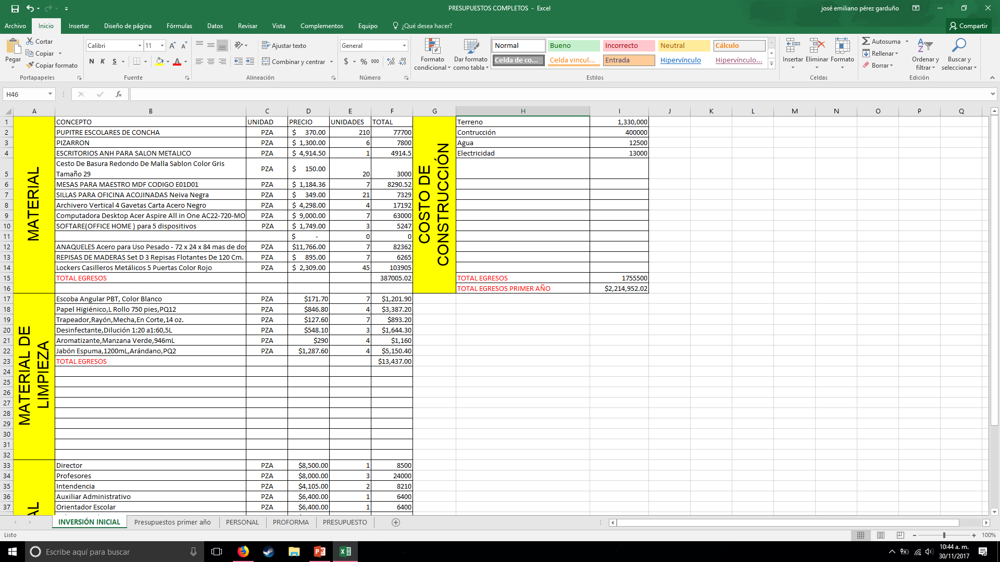 PRESUPUESTOS COMPLETOS - Excel
josé emiliano pérez garduño
Archivo Inicio Insertar Diseño de página Fórmulas Datos Revisar Vista Complementos Equipo ¿Qué desea hacer? Compartir
Pegar
Cortar
Copiar
Copiar formato
Portapapeles
Calibri 11
N K S
Fuente
Ajustar texto
Combinar y centrar
Alineación
General
$ % 000
Número
Formato condicional
Dar formato como tabla
Normal Bueno Incorrecto Neutral Cálculo
Celda de co... Celda vincul... Entrada Hipervínculo Hipervínculo...
Estilos
Insertar Eliminar Formato
Celdas
Autosuma
Rellenar
Borrar
Ordenar y filtrar
Buscar y seleccionar
Edición
H46 fx
A B C D E F G H I J K L M N O P Q
MATERIAL
COSTO DE CONSTRUCCIÓN
1 CONCEPTO UNIDAD PRECIO UNIDADES TOTAL Terreno 1,330,000
2 PUPITRE ESCOLARES DE CONCHA PZA $ 370.00 210 77700 Contrucción 400000
3 PIZARRON PZA $ 1,300.00 6 7800 Agua 12500
4 ESCRITORIOS ANH PARA SALON METALICO PZA $ 4,914.50 1 4914.5 Electricidad 13000
Cesto De Basura Redondo De Malla Sablon Color Gris
5 Tamaño 29 PZA $ 150.00 20 3000
6 MESAS PARA MAESTRO MDF CODIGO E01D01 PZA $ 1,184.36 7 8290.52
7 SILLAS PARA OFICINA ACOJINADAS Neiva Negra PZA $ 349.00 21 7329
8 Archivero Vertical 4 Gavetas Carta Acero Negro PZA $ 4,298.00 4 17192
9 Computadora Desktop Acer Aspire All in One AC22-720-MO PZA $ 9,000.00 7 63000
10 SOFTARE(OFFICE HOME ) para 5 dispositivos PZA $ 1,749.00 3 5247
11 $ - 0 0
12 ANAQUELES Acero para Uso Pesado - 72 x 24 x 84 mas de dos PZA $11,766.00 7 82362
13 REPISAS DE MADERAS Set D 3 Repisas Flotantes De 120 Cm. PZA $ 895.00 7 6265
14 Lockers Casilleros Metálicos 5 Puertas Color Rojo PZA $ 2,309.00 45 103905
15 TOTAL EGRESOS 387005.02 TOTAL EGRESOS 1755500
16 TOTAL EGRESOS PRIMER AÑO $2,214,952.02
MATERIAL DE LIMPIEZA
17 Escoba Angular PBT, Color Blanco PZA $171.70 7 $1,201.90
18 Papel Higiénico,L Rollo 750 pies,PQ12 PZA $846.80 4 $3,387.20
19 Trapeador,Rayón,Mecha,En Corte,14 oz. PZA $127.60 7 $893.20
20 Desinfectante,Dilución 1:20 a1:60,5L PZA $548.10 3 $1,644.30
21 Aromatizante,Manzana Verde,946mL PZA $290 4 $1,160
22 Jabón Espuma,1200mL,Arándano,PQ2 PZA $1,287.60 4 $5,150.40
23 TOTAL EGRESOS $13,437.00
24
25
26
27
28
29
30
31
32
33 Director PZA $8,500.00 1 8500
34 Profesores PZA $8,000.00 3 24000
35 Intendencia PZA $4,105.00 2 8210
36 Auxiliar Administrativo PZA $6,400.00 1 6400
37 Orientador Escolar PZA $6,400.00 1 6400
INVERSIÓN INICIAL Presupuestos primer año PERSONAL PROFORMA PRESUPUESTO
Listo
100%
Escribe aquí para buscar
10:44 a. m.
30/11/2017